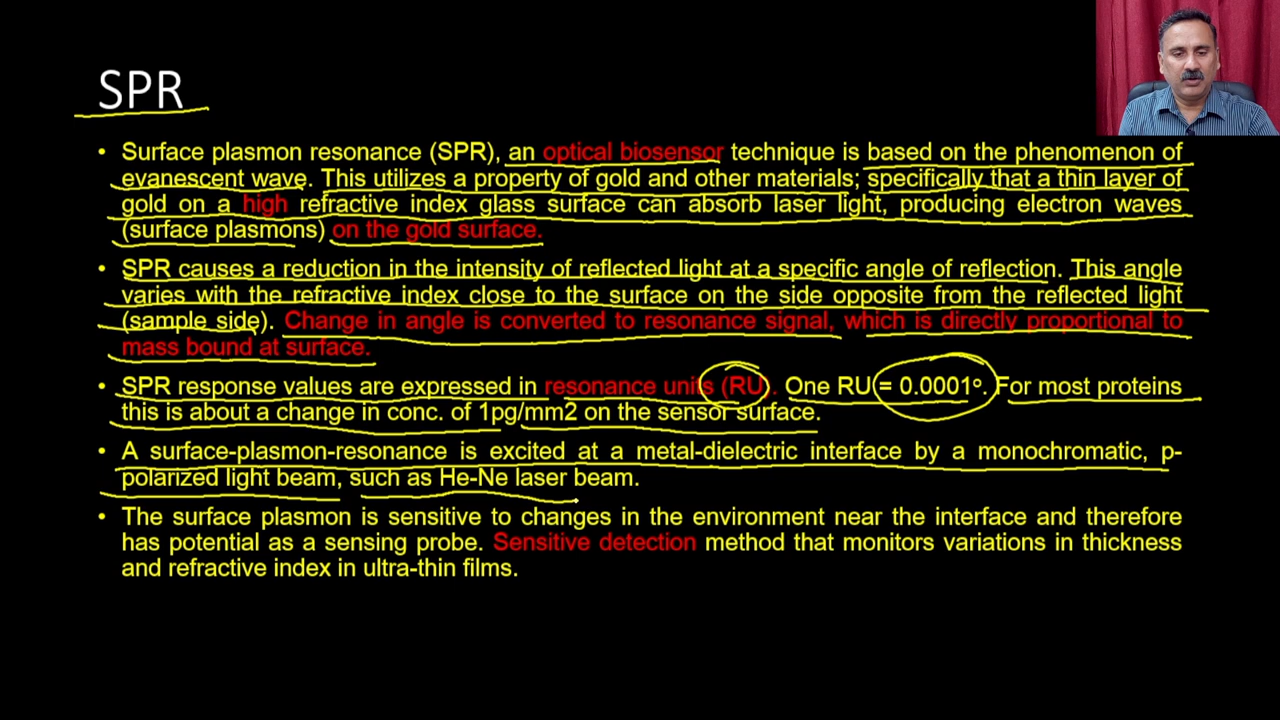 SPR
• Surface plasmon resonance (SPR), an optical biosensor technique is based on the phenomenon of
evanescent wave. This utilizes a property of gold and other materials; specifically that a thin layer of
gold on a high refractive index glass surface can absorb laser light, producing electron waves
(surface plasmons) on the gold surface.
• SPR causes a reduction in the intensity of reflected light at a specific angle of reflection. This angle
varies with the refractive index close to the surface on the side opposite from the reflected light
(sample side). Change in angle is converted to resonance signal, which is directly proportional to
mass bound at surface.
• SPR response values are expressed in resonance units (RU). One RU = 0.0001°. For most proteins
this is about a change in conc. of 1pg/mm2 on the sensor surface.
• A surface-plasmon-resonance is excited at a metal-dielectric interface by a monochromatic, p-
polarized light beam, such as He-Ne laser beam.
• The surface plasmon is sensitive to changes in the environment near the interface and therefore
has potential as a sensing probe. Sensitive detection method that monitors variations in thickness
and refractive index in ultra-thin films.